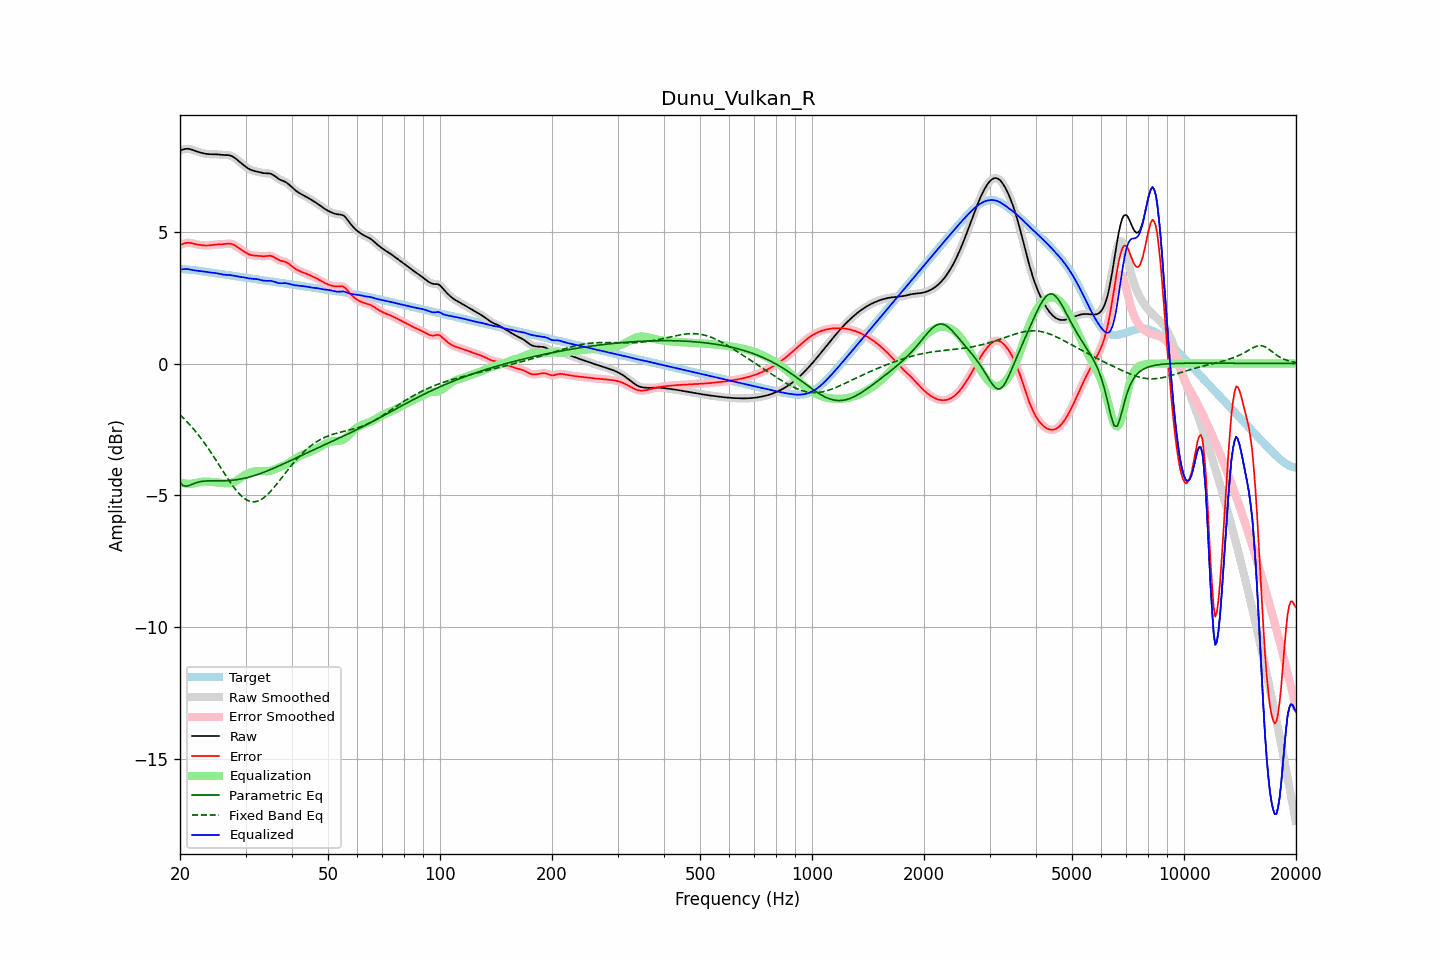 Dunu_Vulkan_R
Amplitude (dBr)
5
0
−5
−10
−15
Target
Raw Smoothed
Error Smoothed
Raw
Error
Equalization
Parametric Eq
Fixed Band Eq
Equalized
20 50 100 200 500 1000 2000 5000 10000 20000
Frequency (Hz)